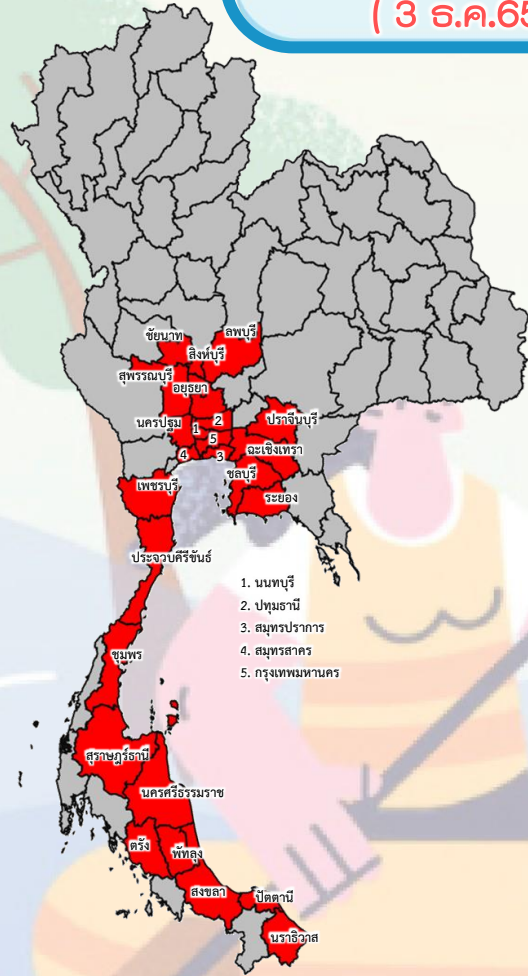 ( 3 ธ.ค.65
ชัยนาท
ลพบุรี
สิงห์บุรี
สุพรรณบุรี
อยุธยา
นครปฐม
1
2
ปราจีนบุรี
5
4
3
ฉะเชิงเทรา
ชลบุรี
เพชรบุรี
ระยอง
ประจวบคีรีขันธ์
1. นนทบุรี
2. ปทุมธานี
3. สมุทรปราการ
4. สมุทรสาคร
5. กรุงเทพมหานคร
ชุมพร
สุราษฎร์ธานี
นครศรีธรรมราช
ตรัง
พัทลุง
สงขลา
ปัตตานี
นราธิวาส